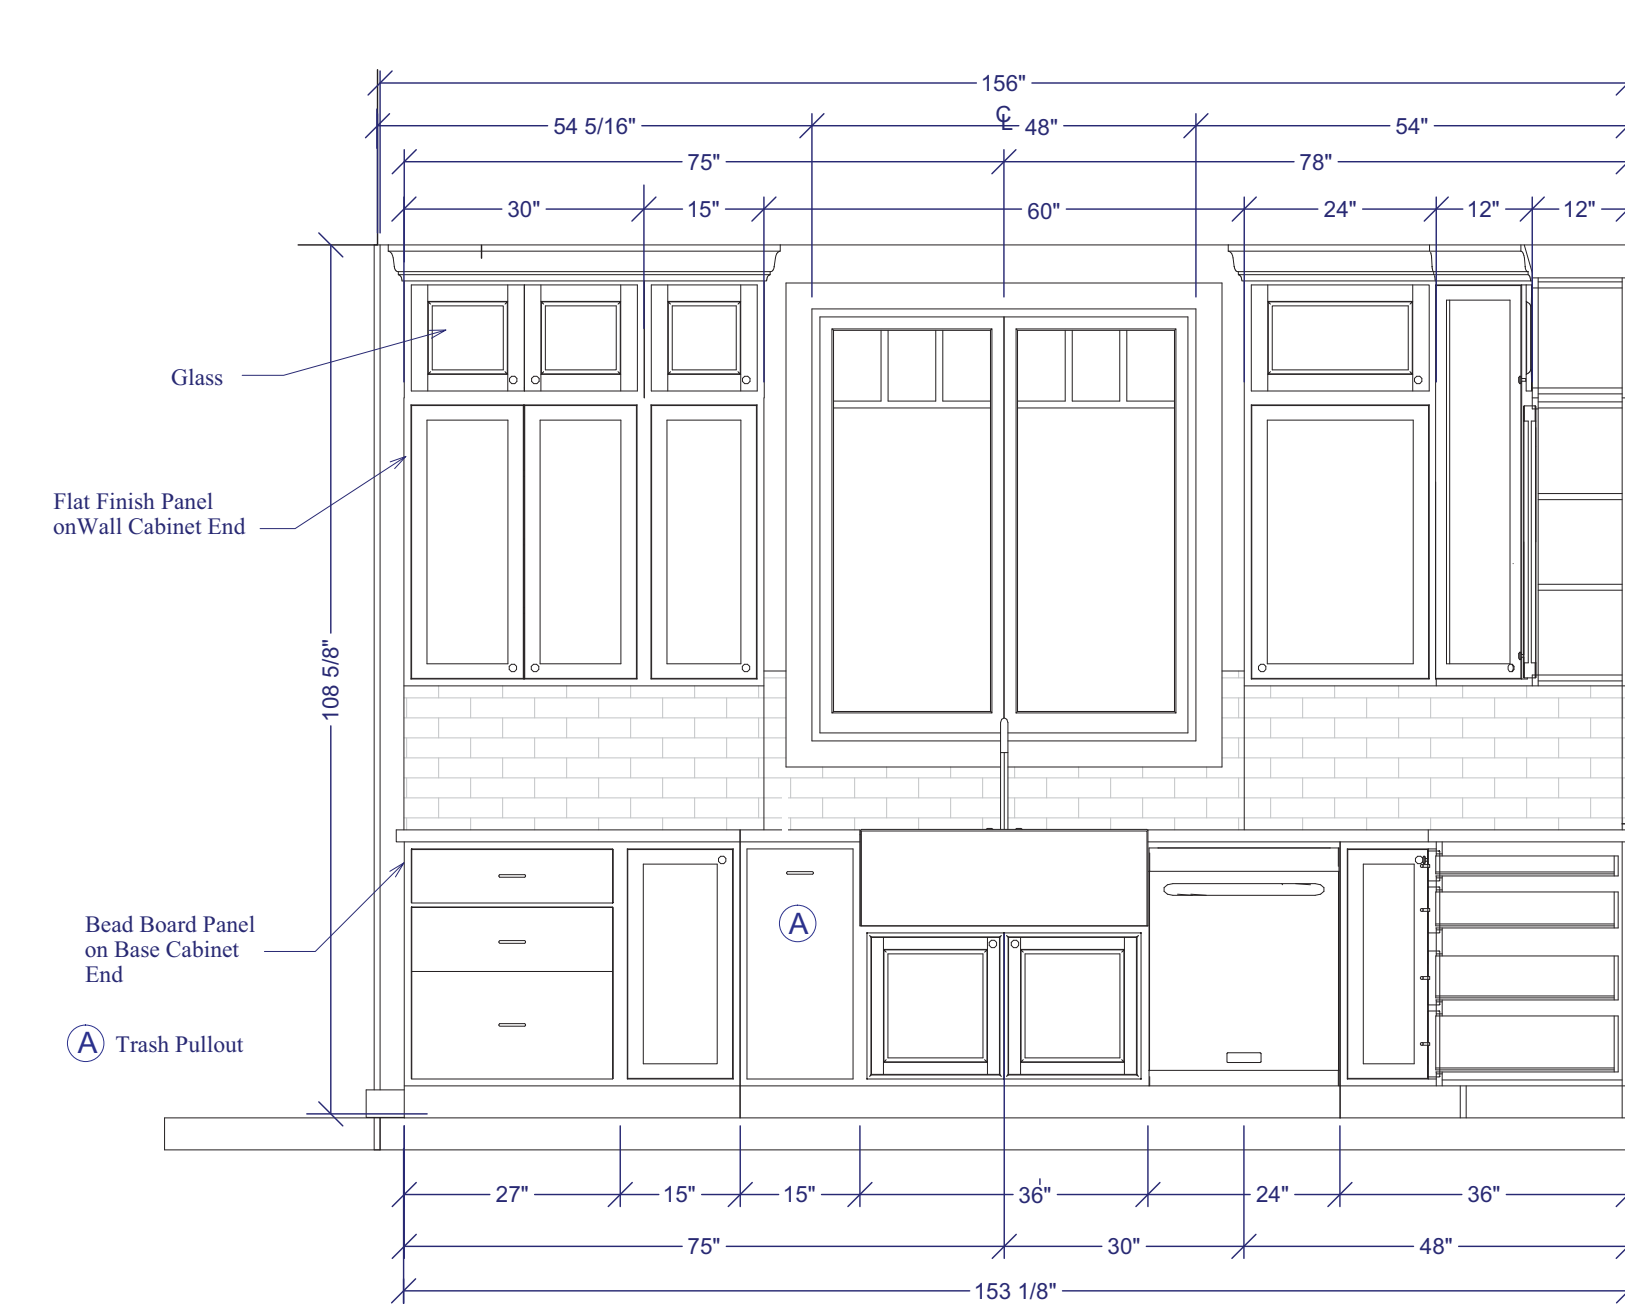 156"
54 5/16"
℄ 48"
54"
75"
78"
30"
15"
60"
24"
12"
12"
Glass
Flat Finish Panel
onWall Cabinet End
108 5/8"
Bead Board Panel
on Base Cabinet
End
A
A Trash Pullout
27"
15"
15"
36"
24"
36"
75"
30"
48"
153 1/8"